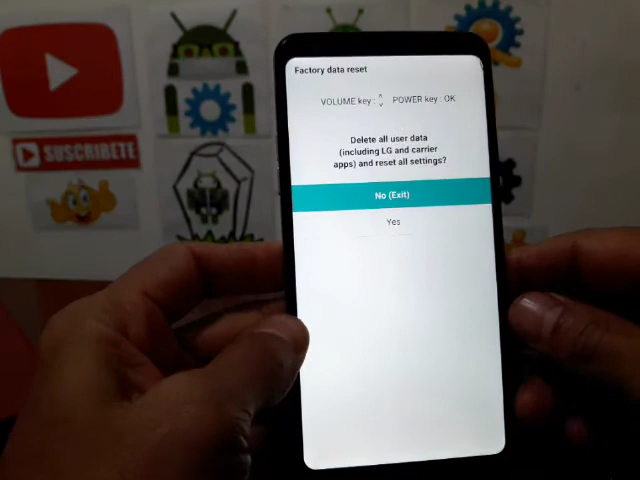 Factory data reset
VOLUME key : POWER key : OK
Delete all user data
(including LG and carrier
apps) and reset all settings?
No (Exit)
Yes
SUSCRIBETE